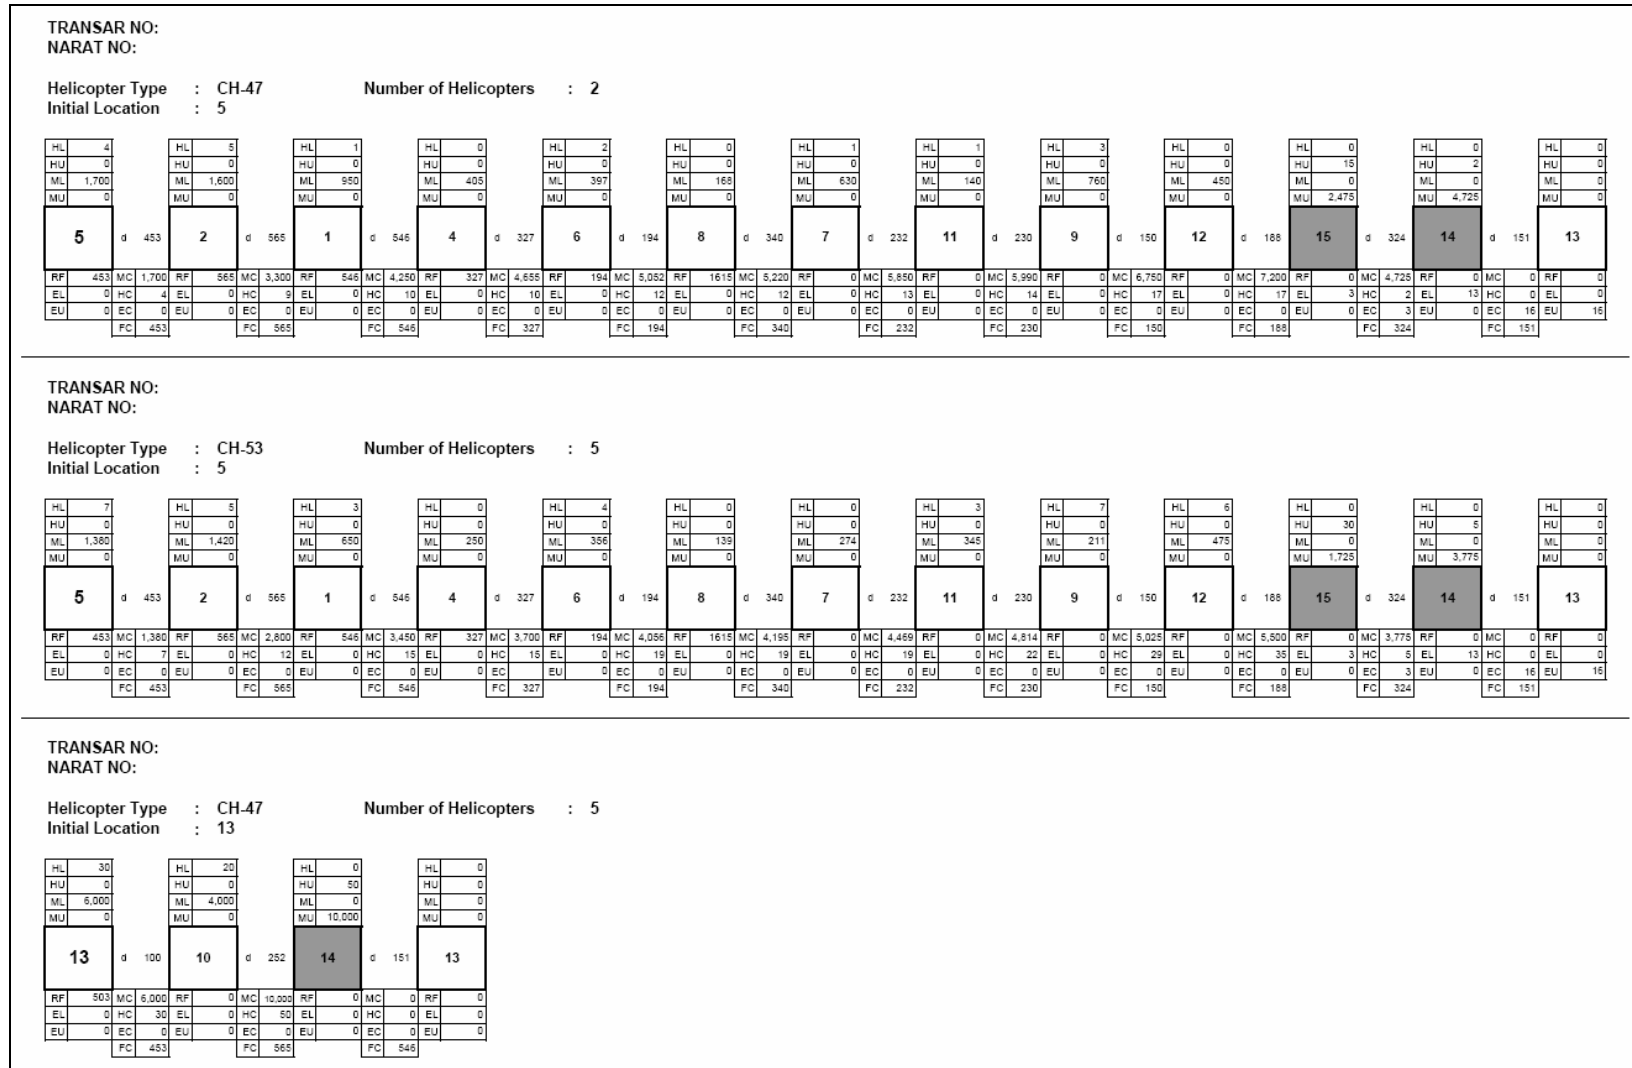 TRANSAR NO:
NARAT NO:
Helicopter Type : CH-47 Number of Helicopters : 2
Initial Location : 5
HL 4 HL 5 HL 1 HL 0 HL 2 HL 0 HL 1 HL 1 HL 3 HL 0 HL 0 HL 0 HL 0
HU 0 HU 0 HU 0 HU 0 HU 0 HU 0 HU 0 HU 0 HU 0 HU 0 HU 15 HU 2 HU 0
ML 1,700 ML 1,600 ML 950 ML 405 ML 397 ML 168 ML 630 ML 140 ML 760 ML 450 ML 0 ML 0 ML 0
MU 0 MU 0 MU 0 MU 0 MU 0 MU 0 MU 0 MU 0 MU 0 MU 0 MU 2,475 MU 4,725 MU 0
5 d 453 2 d 565 1 d 546 4 d 327 6 d 194 8 d 340 7 d 232 11 d 230 9 d 150 12 d 188 15 d 324 14 d 151 13
RF 453 MC 1,700 RF 565 MC 3,300 RF 546 MC 4,250 RF 327 MC 4,655 RF 194 MC 5,052 RF 1615 MC 5,220 RF 0 MC 5,850 RF 0 MC 5,990 RF 0 MC 6,750 RF 0 MC 7,200 RF 0 MC 4,725 RF 0 MC 0 RF 0
EL 0 HC 4 EL 0 HC 9 EL 0 HC 10 EL 0 HC 10 EL 0 HC 12 EL 0 HC 12 EL 0 HC 13 EL 0 HC 14 EL 0 HC 17 EL 0 HC 17 EL 3 HC 2 EL 13 HC 0 EL 0
EU 0 EC 0 EU 0 EC 0 EU 0 EC 0 EU 0 EC 0 EU 0 EC 0 EU 0 EC 0 EU 0 EC 0 EU 0 EC 0 EU 0 EC 0 EU 0 EC 0 EU 0 EC 3 EU 0 EC 16 EU 16
FC 453 FC 565 FC 546 FC 327 FC 194 FC 340 FC 232 FC 230 FC 150 FC 188 FC 324 FC 151
TRANSAR NO:
NARAT NO:
Helicopter Type : CH-53 Number of Helicopters : 5
Initial Location : 5
HL 7 HL 5 HL 3 HL 0 HL 4 HL 0 HL 0 HL 3 HL 7 HL 6 HL 0 HL 0 HL 0
HU 0 HU 0 HU 0 HU 0 HU 0 HU 0 HU 0 HU 0 HU 0 HU 0 HU 30 HU 5 HU 0
ML 1,380 ML 1,420 ML 650 ML 250 ML 356 ML 139 ML 274 ML 345 ML 211 ML 475 ML 0 ML 0 ML 0
MU 0 MU 0 MU 0 MU 0 MU 0 MU 0 MU 0 MU 0 MU 0 MU 0 MU 1,725 MU 3,775 MU 0
5 d 453 2 d 565 1 d 546 4 d 327 6 d 194 8 d 340 7 d 232 11 d 230 9 d 150 12 d 188 15 d 324 14 d 151 13
RF 453 MC 1,380 RF 565 MC 2,800 RF 546 MC 3,450 RF 327 MC 3,700 RF 194 MC 4,056 RF 1615 MC 4,195 RF 0 MC 4,469 RF 0 MC 4,814 RF 0 MC 5,025 RF 0 MC 5,500 RF 0 MC 3,775 RF 0 MC 0 RF 0
EL 0 HC 7 EL 0 HC 12 EL 0 HC 15 EL 0 HC 15 EL 0 HC 19 EL 0 HC 19 EL 0 HC 19 EL 0 HC 22 EL 0 HC 29 EL 0 HC 35 EL 3 HC 5 EL 13 HC 0 EL 0
EU 0 EC 0 EU 0 EC 0 EU 0 EC 0 EU 0 EC 0 EU 0 EC 0 EU 0 EC 0 EU 0 EC 0 EU 0 EC 0 EU 0 EC 0 EU 0 EC 0 EU 0 EC 3 EU 0 EC 16 EU 16
FC 453 FC 565 FC 546 FC 327 FC 194 FC 340 FC 232 FC 230 FC 150 FC 188 FC 324 FC 151
TRANSAR NO:
NARAT NO:
Helicopter Type : CH-47 Number of Helicopters : 5
Initial Location : 13
HL 30 HL 20 HL 0 HL 0
HU 0 HU 0 HU 50 HU 0
ML 6,000 ML 4,000 ML 0 ML 0
MU 0 MU 0 MU 10,000 MU 0
13 d 100 10 d 252 14 d 151 13
RF 503 MC 6,000 RF 0 MC 10,000 RF 0 MC 0 RF 0
EL 0 HC 30 EL 0 HC 50 EL 0 HC 0 EL 0
EU 0 EC 0 EU 0 EC 0 EU 0 EC 0 EU 0
FC 453 FC 565 FC 546